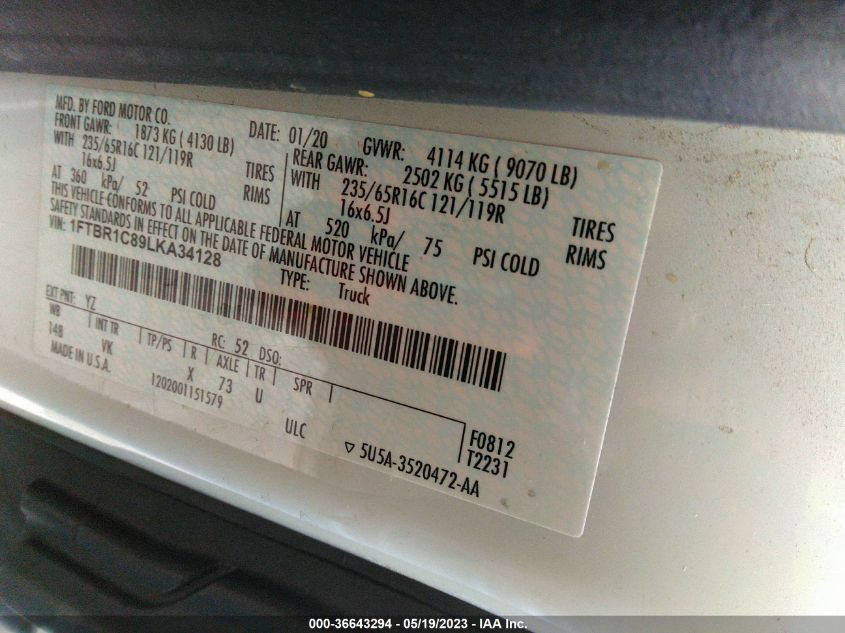 MFD. BY FORD MOTOR CO.
DATE: 01/20 GVWR: 4114 KG ( 9070 LB)
FRONT GAWR: 1873 KG ( 4130 LB) REAR GAWR: 2502 KG ( 5515 LB)
WITH 235/65R16C 121/119R TIRES WITH 235/65R16C 121/119R TIRES
16x6.5J RIMS 16x6.5J RIMS
AT 360 kPa/ 52 PSI COLD AT 520 kPa/ 75 PSI COLD
THIS VEHICLE CONFORMS TO ALL APPLICABLE FEDERAL MOTOR VEHICLE
SAFETY STANDARDS IN EFFECT ON THE DATE OF MANUFACTURE SHOWN ABOVE.
VIN: 1FTBR1C89LKA34128
TYPE: Truck
EXT PNT: YZ RC: 52 DSO:
WB INT TR TP/PS R AXLE TR SPR
148 VK X 73 U
MADE IN U.S.A. ULC
1202001151579
F0812
T2231
▽ 5U5A-3520472-AA
000-36643294 - 05/19/2023 - IAA Inc.